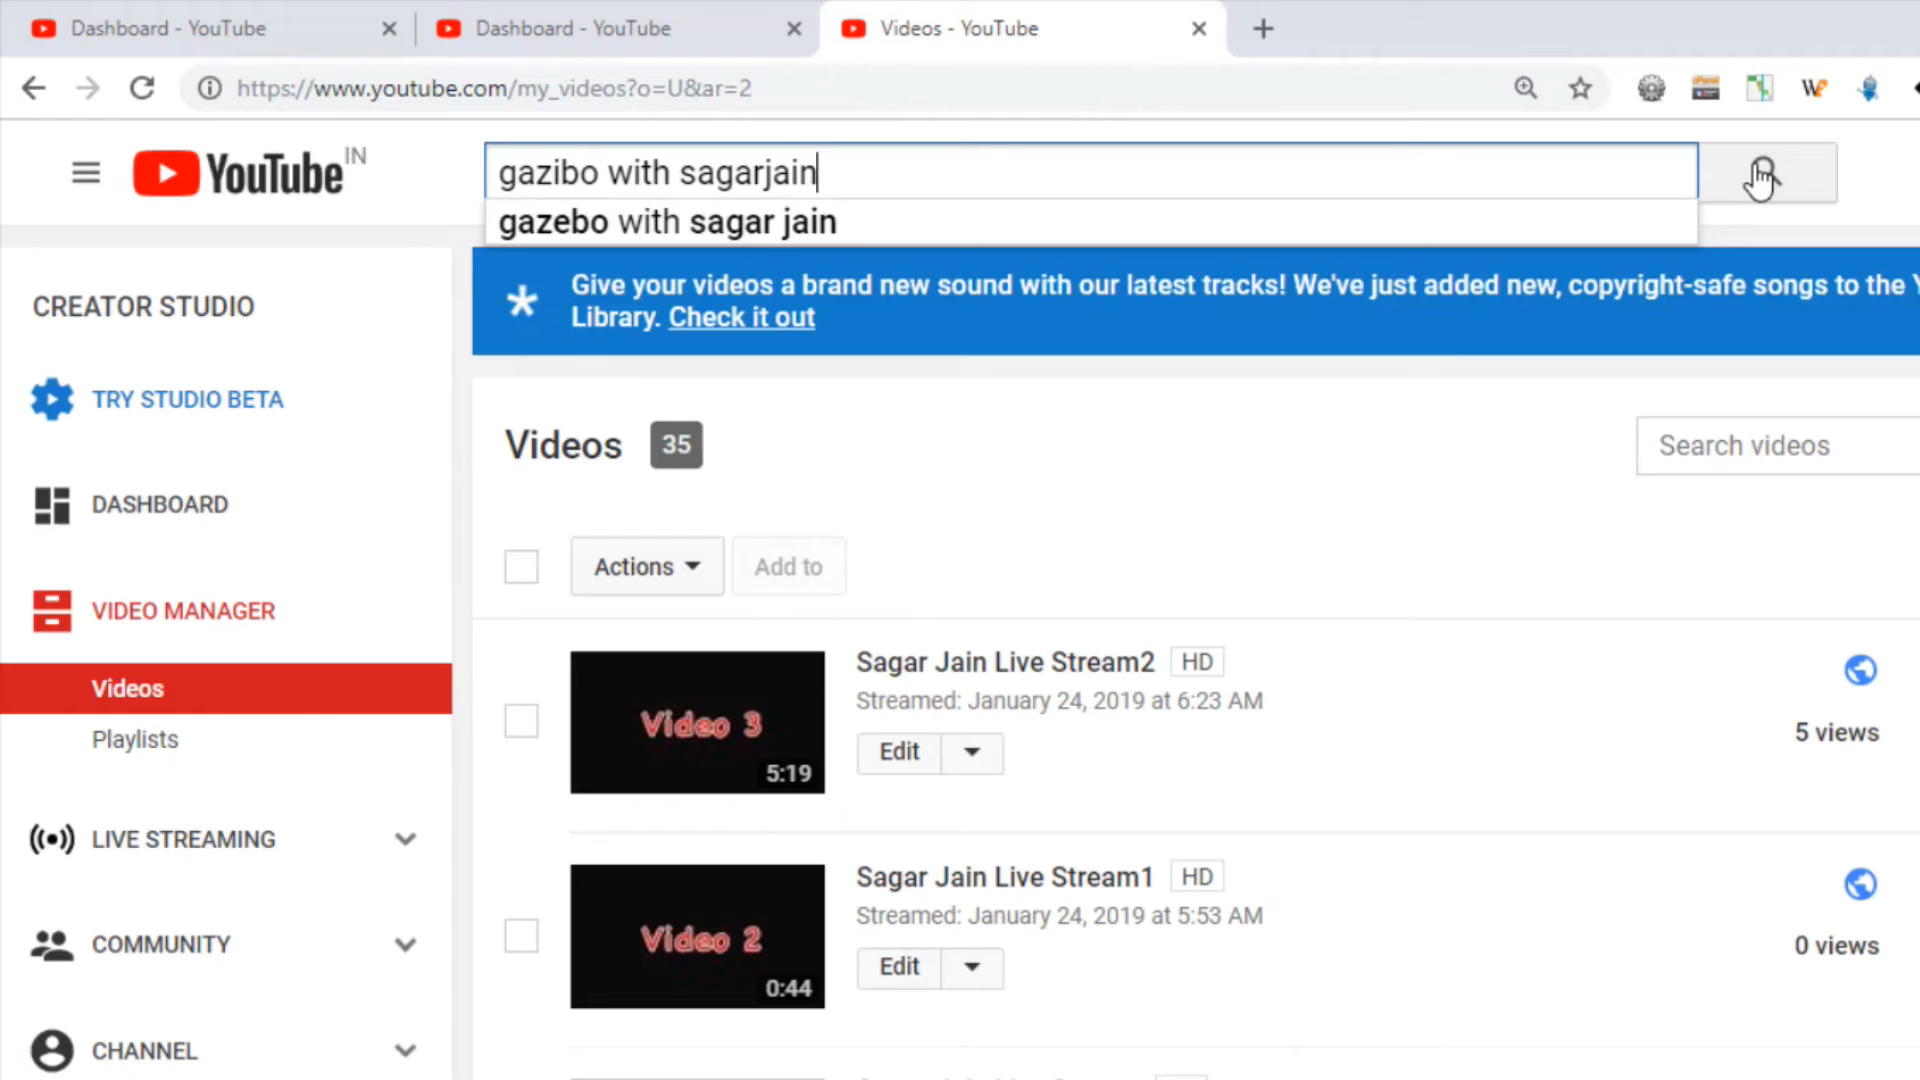 Dashboard - YouTube
Dashboard - YouTube
Videos - YouTube
https://www.youtube.com/my_videos?o=U&ar=2
YouTube IN
gazibo with sagarjain
gazebo with sagar jain
Give your videos a brand new sound with our latest tracks! We've just added new, copyright-safe songs to the Y
Library. Check it out
CREATOR STUDIO
TRY STUDIO BETA
DASHBOARD
VIDEO MANAGER
Videos
Playlists
LIVE STREAMING
COMMUNITY
CHANNEL
Videos 35
Search videos
Actions
Add to
Video 3
5:19
Sagar Jain Live Stream2 HD
Streamed: January 24, 2019 at 6:23 AM
Edit
5 views
Video 2
0:44
Sagar Jain Live Stream1 HD
Streamed: January 24, 2019 at 5:53 AM
Edit
0 views